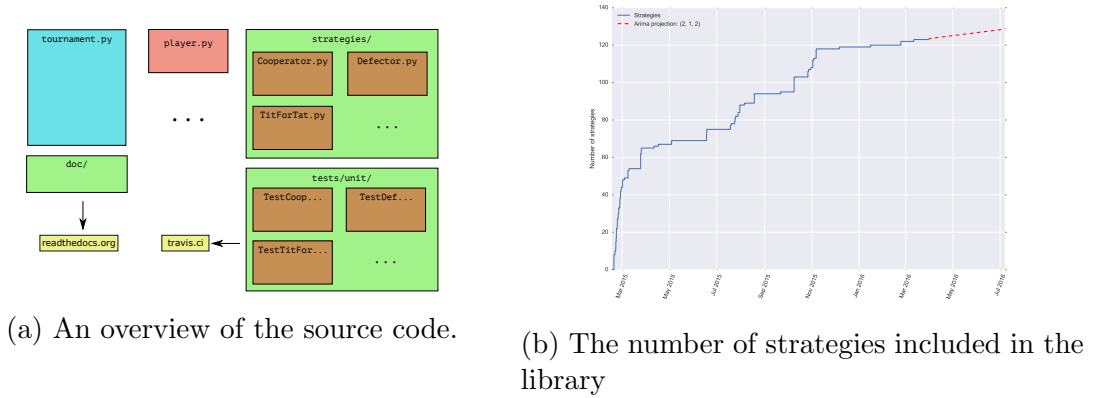 tournament.py
player.py
strategies/
Cooperator.py
Defector.py
TitForTat.py
...
...
doc/
tests/unit/
TestCoop...
TestDef...
readthedocs.org
travis.ci
TestTitFor...
...
(a) An overview of the source code.
140
120
100
80
60
40
20
0
Number of strategies
Strategies
Arima projection: (2, 1, 2)
Mar 2015
May 2015
Jul 2015
Sep 2015
Nov 2015
Jan 2016
Mar 2016
May 2016
Jul 2016
(b) The number of strategies included in the
library